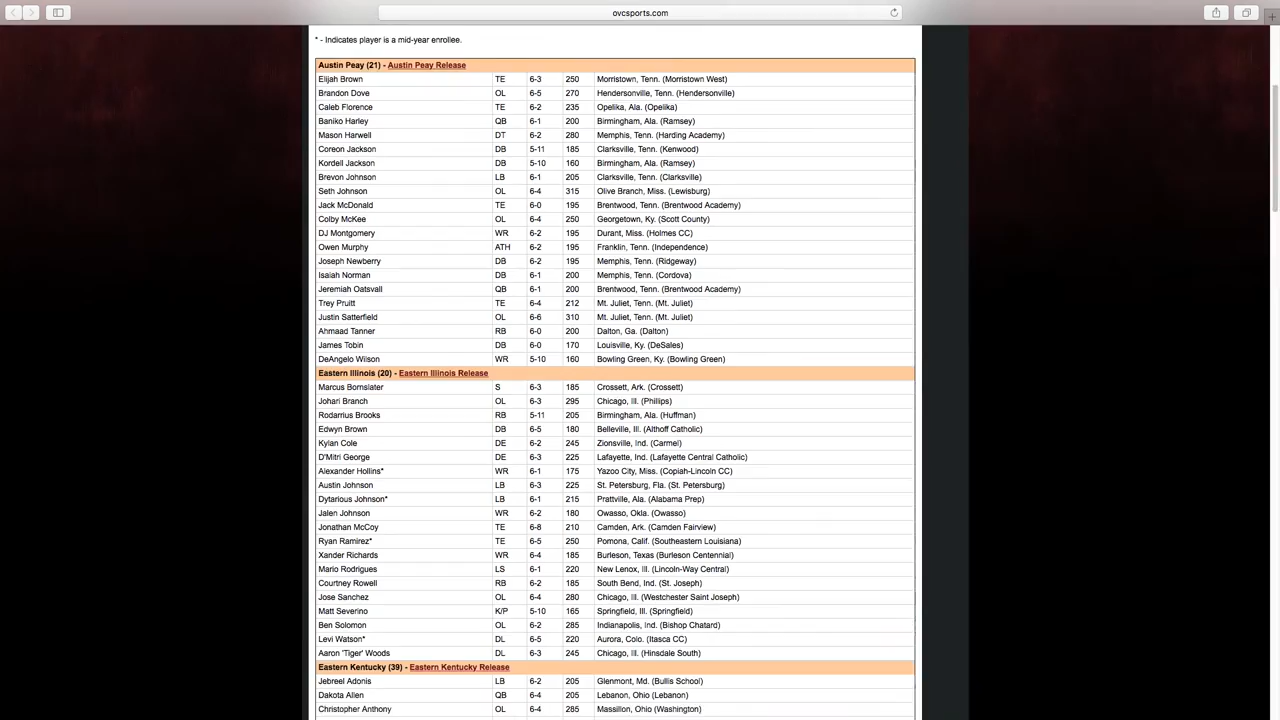 ovcsports.com
* - Indicates player is a mid-year enrollee.
Austin Peay (21) - Austin Peay Release
Elijah Brown TE 6-3 250 Morristown, Tenn. (Morristown West)
Brandon Dove OL 6-5 270 Hendersonville, Tenn. (Hendersonville)
Caleb Florence TE 6-2 235 Opelika, Ala. (Opelika)
Baniko Harley QB 6-1 200 Birmingham, Ala. (Ramsey)
Mason Harwell DT 6-2 280 Memphis, Tenn. (Harding Academy)
Coreon Jackson DB 5-11 185 Clarksville, Tenn. (Kenwood)
Kordell Jackson DB 5-10 160 Birmingham, Ala. (Ramsey)
Brevon Johnson LB 6-1 205 Clarksville, Tenn. (Clarksville)
Seth Johnson OL 6-4 315 Olive Branch, Miss. (Lewisburg)
Jack McDonald TE 6-0 195 Brentwood, Tenn. (Brentwood Academy)
Colby McKee OL 6-4 250 Georgetown, Ky. (Scott County)
DJ Montgomery WR 6-2 195 Durant, Miss. (Holmes CC)
Owen Murphy ATH 6-2 195 Franklin, Tenn. (Independence)
Joseph Newberry DB 6-2 195 Memphis, Tenn. (Ridgeway)
Isaiah Norman DB 6-1 200 Memphis, Tenn. (Cordova)
Jeremiah Oatsvall QB 6-1 200 Brentwood, Tenn. (Brentwood Academy)
Trey Pruitt TE 6-4 212 Mt. Juliet, Tenn. (Mt. Juliet)
Justin Satterfield OL 6-6 310 Mt. Juliet, Tenn. (Mt. Juliet)
Ahmaad Tanner RB 6-0 200 Dalton, Ga. (Dalton)
James Tobin DB 6-0 170 Louisville, Ky. (DeSales)
DeAngelo Wilson WR 5-10 160 Bowling Green, Ky. (Bowling Green)
Eastern Illinois (20) - Eastern Illinois Release
Marcus Bornslater S 6-3 185 Crossett, Ark. (Crossett)
Johari Branch OL 6-3 295 Chicago, Ill. (Phillips)
Rodarrius Brooks RB 5-11 205 Birmingham, Ala. (Huffman)
Edwyn Brown DB 6-5 180 Belleville, Ill. (Althoff Catholic)
Kylan Cole DE 6-2 245 Zionsville, Ind. (Carmel)
D'Mitri George DE 6-3 225 Lafayette, Ind. (Lafayette Central Catholic)
Alexander Hollins* WR 6-1 175 Yazoo City, Miss. (Copiah-Lincoln CC)
Austin Johnson LB 6-3 225 St. Petersburg, Fla. (St. Petersburg)
Dytarious Johnson* LB 6-1 215 Prattville, Ala. (Alabama Prep)
Jalen Johnson WR 6-2 180 Owasso, Okla. (Owasso)
Jonathan McCoy TE 6-8 210 Camden, Ark. (Camden Fairview)
Ryan Ramirez* TE 6-5 250 Pomona, Calif. (Southeastern Louisiana)
Xander Richards WR 6-4 185 Burleson, Texas (Burleson Centennial)
Mario Rodrigues LS 6-1 220 New Lenox, Ill. (Lincoln-Way Central)
Courtney Rowell RB 6-2 185 South Bend, Ind. (St. Joseph)
Jose Sanchez OL 6-4 280 Chicago, Ill. (Westchester Saint Joseph)
Matt Severino K/P 5-10 165 Springfield, Ill. (Springfield)
Ben Solomon OL 6-2 285 Indianapolis, Ind. (Bishop Chatard)
Levi Watson* DL 6-5 220 Aurora, Colo. (Itasca CC)
Aaron 'Tiger' Woods DL 6-3 245 Chicago, Ill. (Hinsdale South)
Eastern Kentucky (39) - Eastern Kentucky Release
Jebreel Adonis LB 6-2 205 Glenmont, Md. (Bullis School)
Dakota Allen QB 6-4 205 Lebanon, Ohio (Lebanon)
Christopher Anthony OL 6-4 285 Massillon, Ohio (Washington)